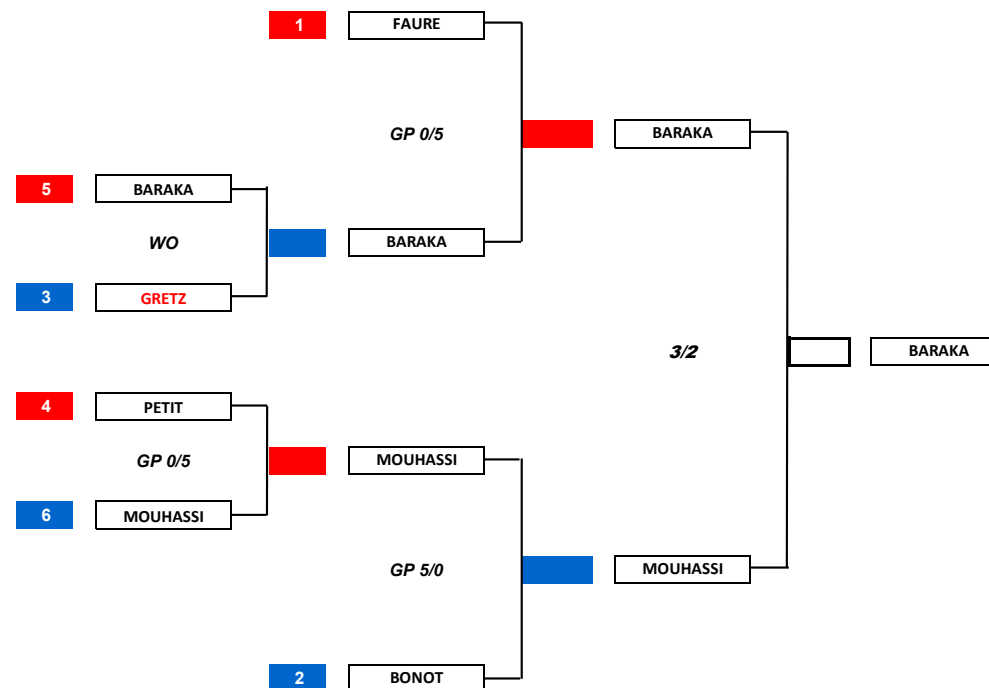 1 FAURE
GP 0/5
BARAKA
5 BARAKA
WO
BARAKA
3 GRETZ
3/2
BARAKA
4 PETIT
GP 0/5
MOUHASSI
6 MOUHASSI
GP 5/0
MOUHASSI
2 BONOT